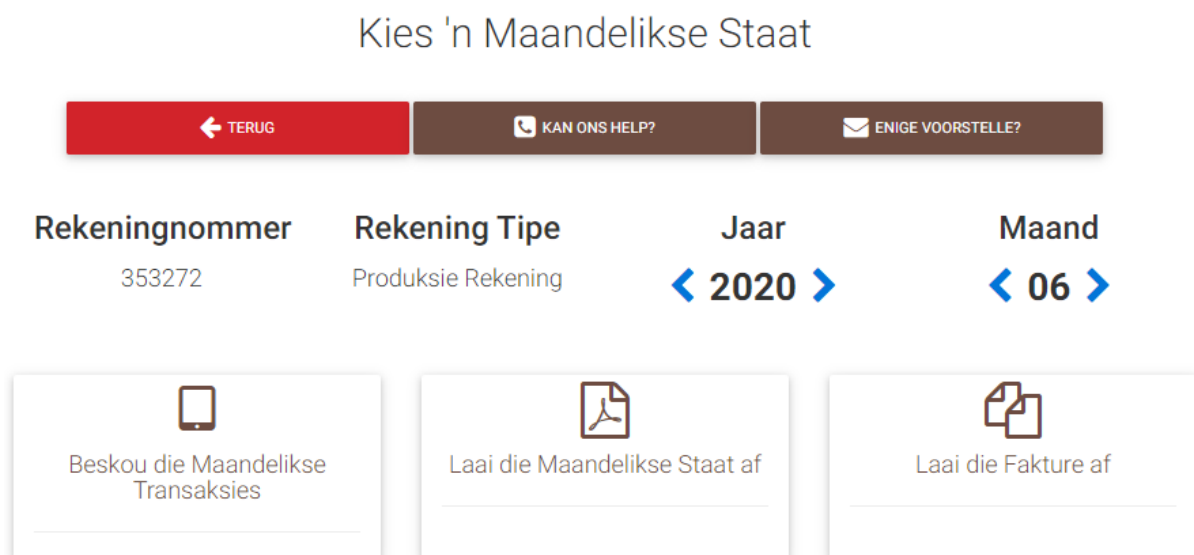 Kies 'n Maandelikse Staat
TERUG
KAN ONS HELP?
ENIGE VOORSTELLE?
Rekeningnommer
Rekening Tipe
Jaar
Maand
353272
Produksie Rekening
2020
06
Beskou die Maandelikse
Transaksies
Laai die Maandelikse Staat af
Laai die Fakture af